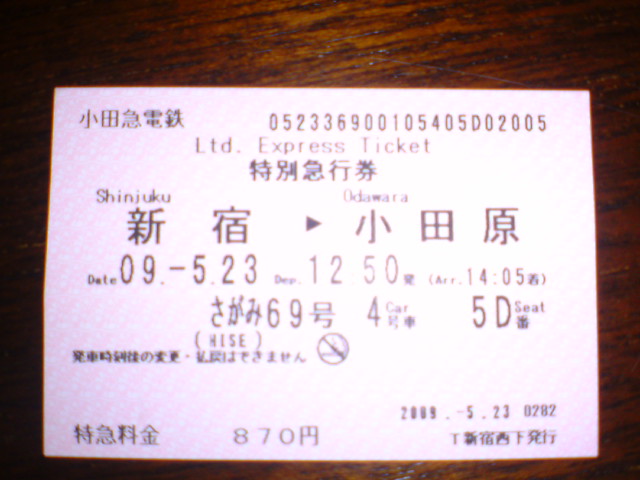 小田急電鉄 052336900105405D02005
Ltd. Express Ticket
特別急行券
Shinjuku Odawara
新宿 ▶ 小田原
Date 09.-5.23 Dep. 12:50発 (Arr. 14:05着)
さがみ69号 4 Car 号車 5D Seat 番
(HISE)
発車時刻後の変更・払戻はできません
2009.-5.23 0282
特急料金 870円 T新宿西下発行